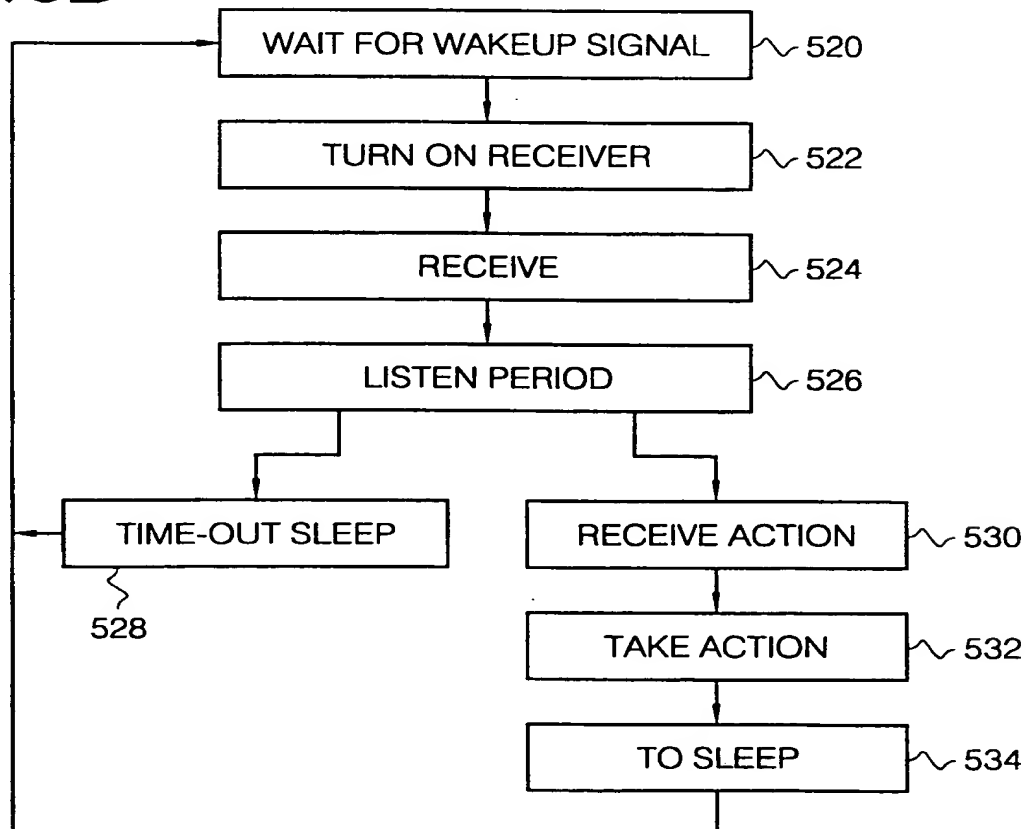 WAIT FOR WAKEUP SIGNAL 520
TURN ON RECEIVER 522
RECEIVE 524
LISTEN PERIOD 526
TIME-OUT SLEEP
528
RECEIVE ACTION 530
TAKE ACTION 532
TO SLEEP 534